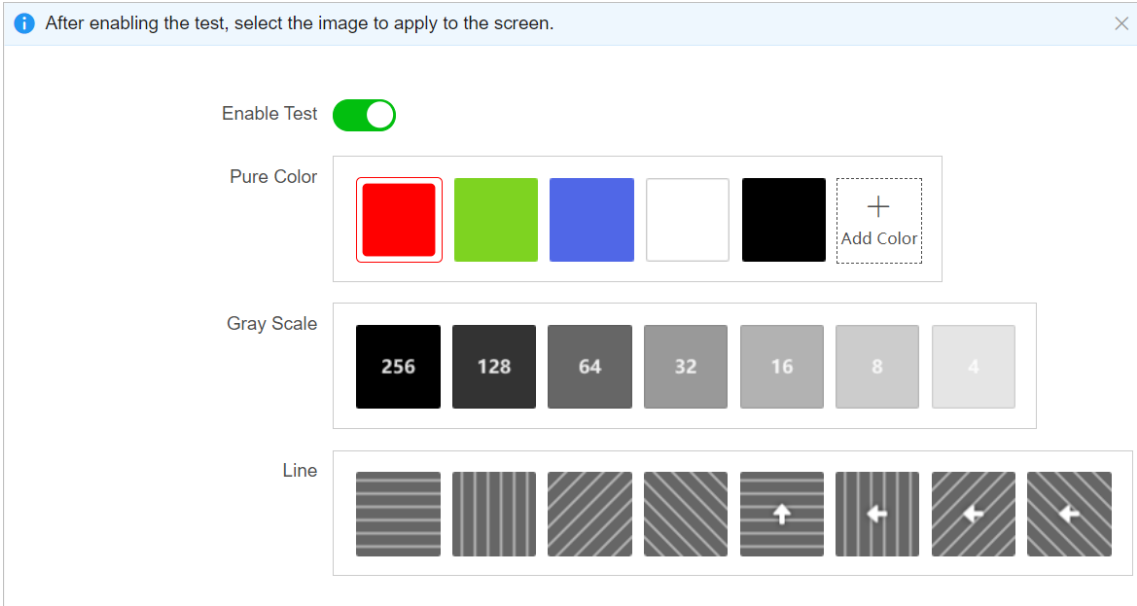 After enabling the test, select the image to apply to the screen.
Enable Test
Pure Color
Add Color
Gray Scale
256 128 64 32 16 8 4
Line